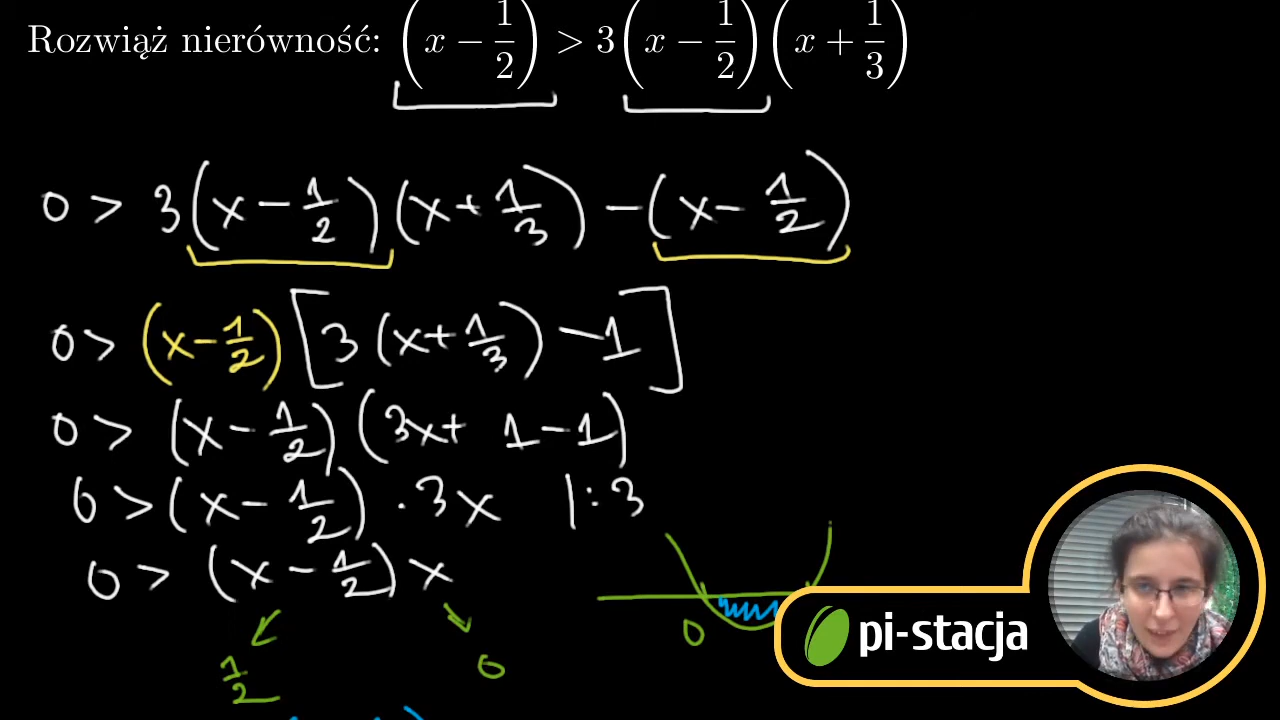 Rozwiąż nierówność: (x − 1/2) > 3(x − 1/2)(x + 1/3)
0 > 3(x − 1/2)(x + 1/3) − (x − 1/2)
0 > (x − 1/2)[3(x + 1/3) − 1]
0 > (x − 1/2)(3x + 1 − 1)
0 > (x − 1/2) · 3x |:3
0 > (x − 1/2)x
1/2 0
0
pi-stacja